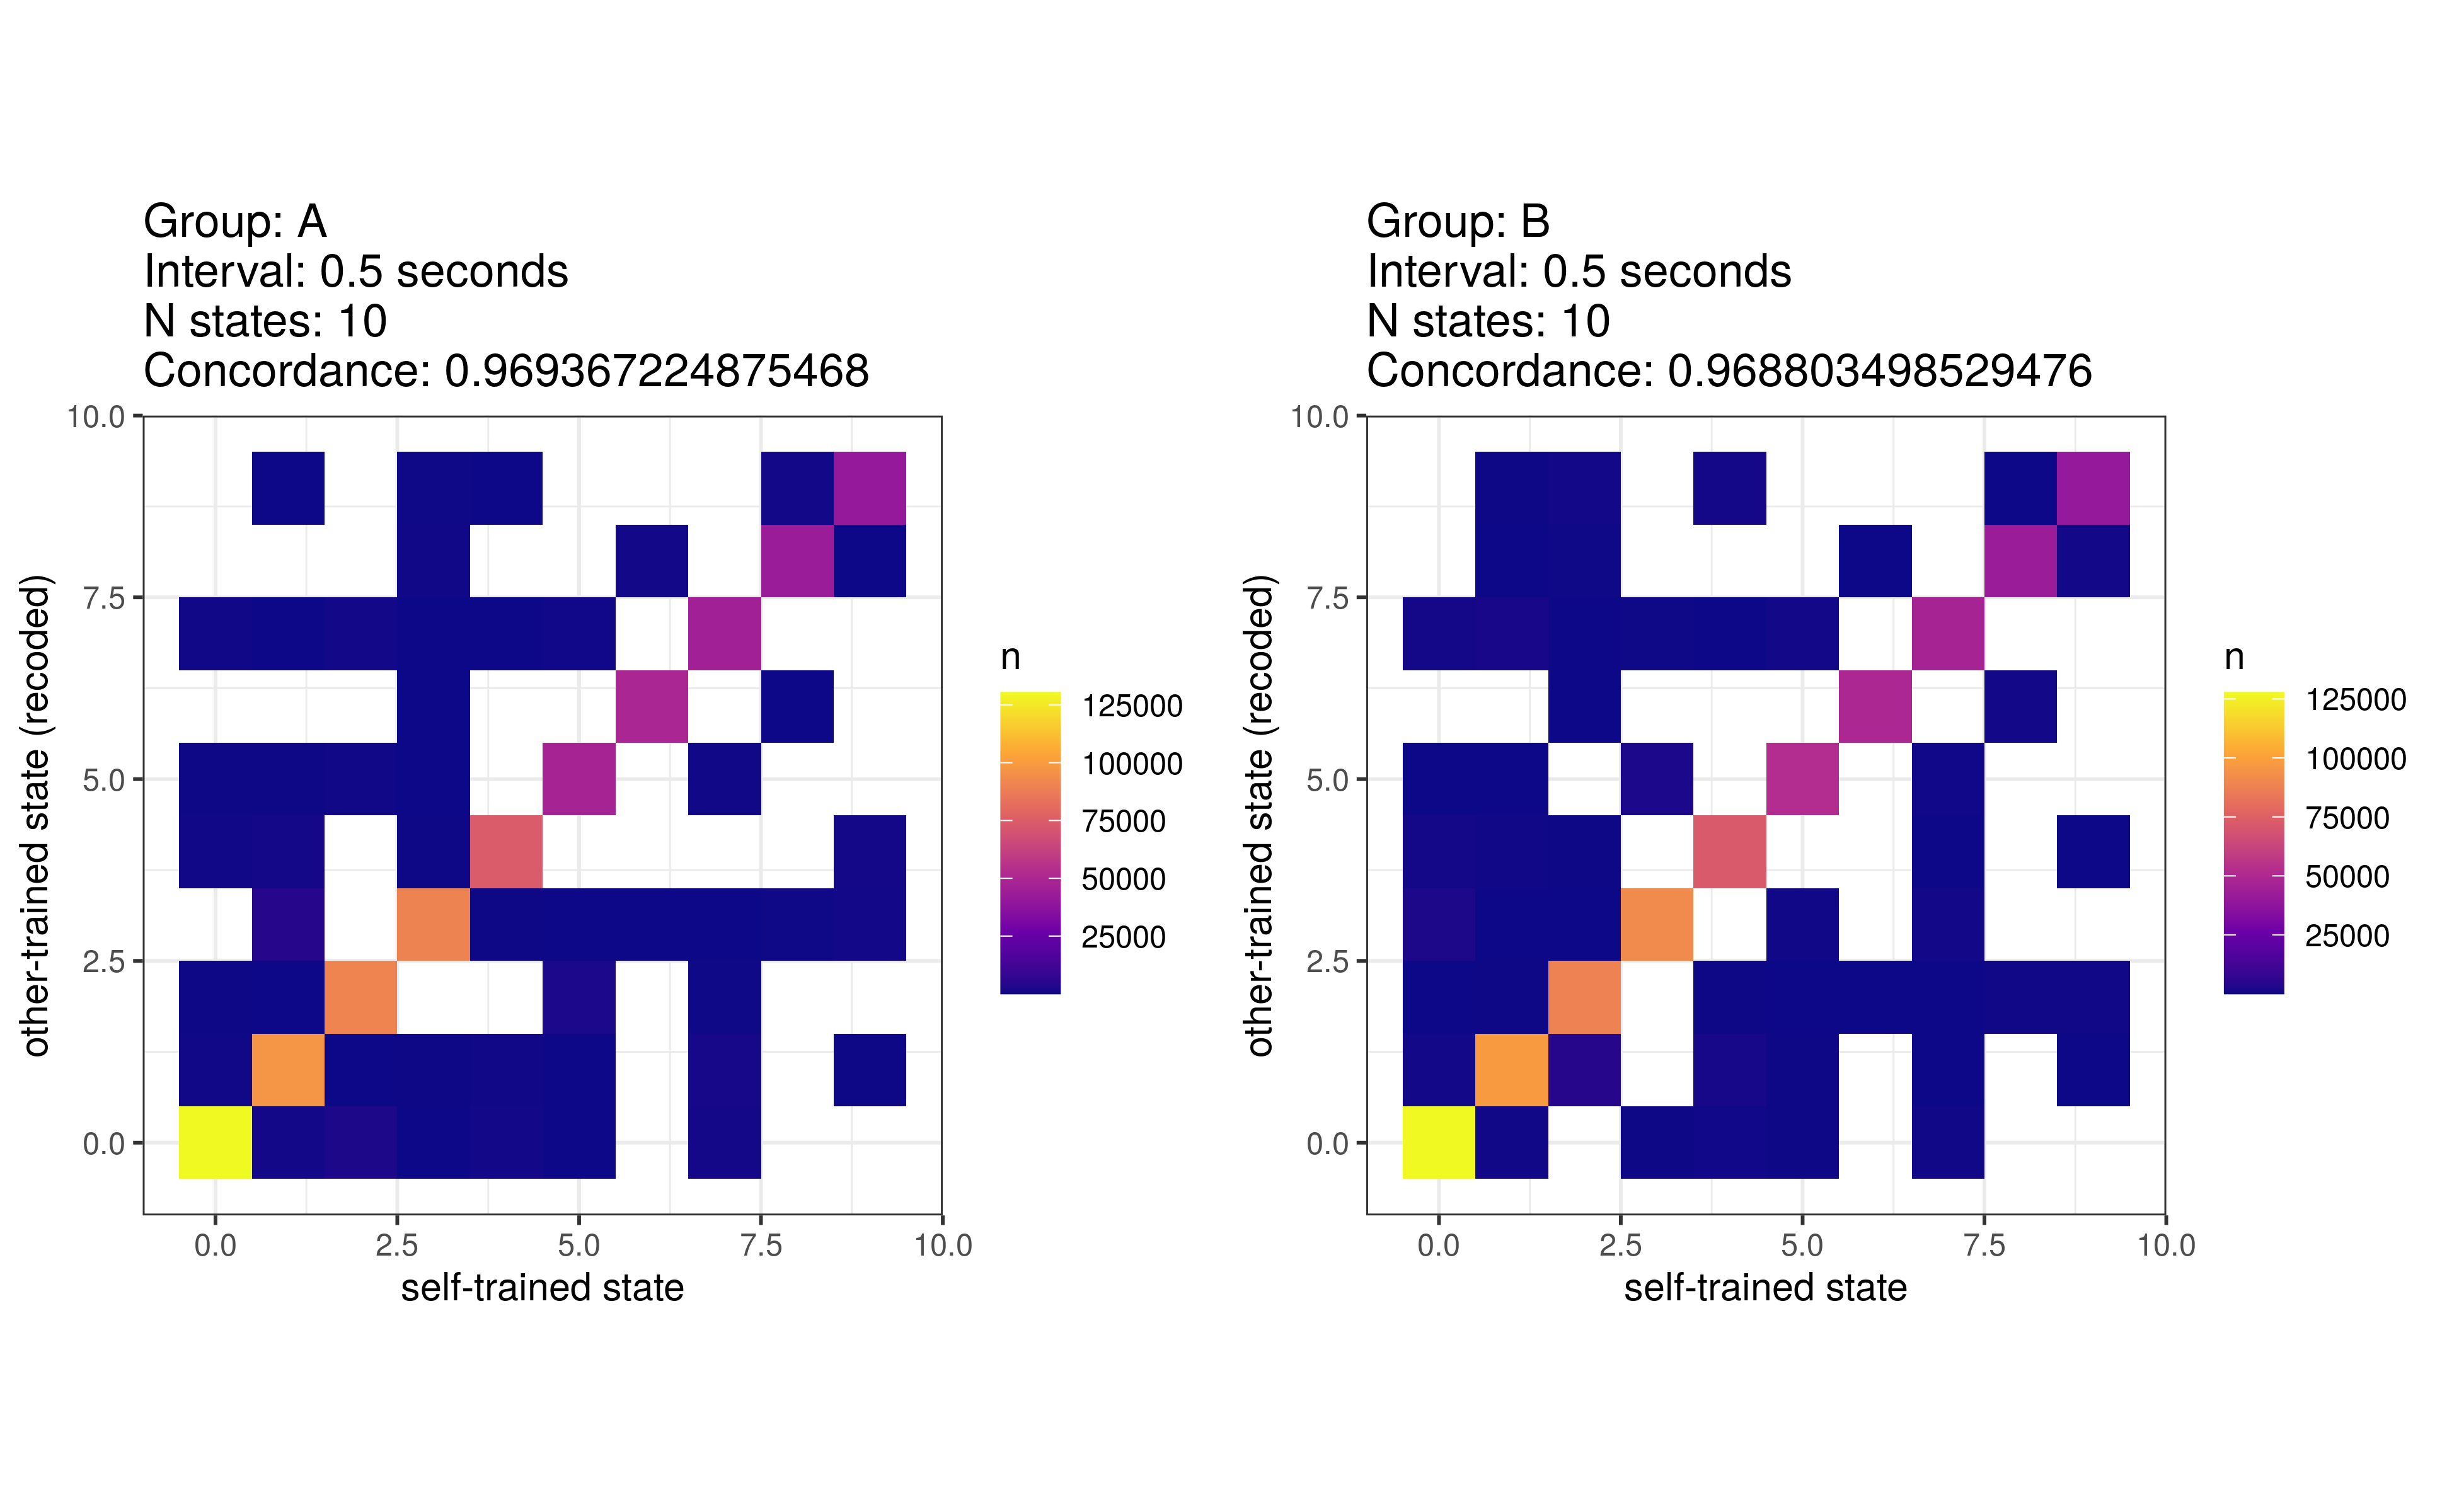 Group: A
Interval: 0.5 seconds
N states: 10
Concordance: 0.969367224875468
10.0
7.5
5.0
2.5
0.0
other-trained state (recoded)
0.0 2.5 5.0 7.5 10.0
self-trained state
n
125000
100000
75000
50000
25000
Group: B
Interval: 0.5 seconds
N states: 10
Concordance: 0.968803498529476
10.0
7.5
5.0
2.5
0.0
other-trained state (recoded)
0.0 2.5 5.0 7.5 10.0
self-trained state
n
125000
100000
75000
50000
25000